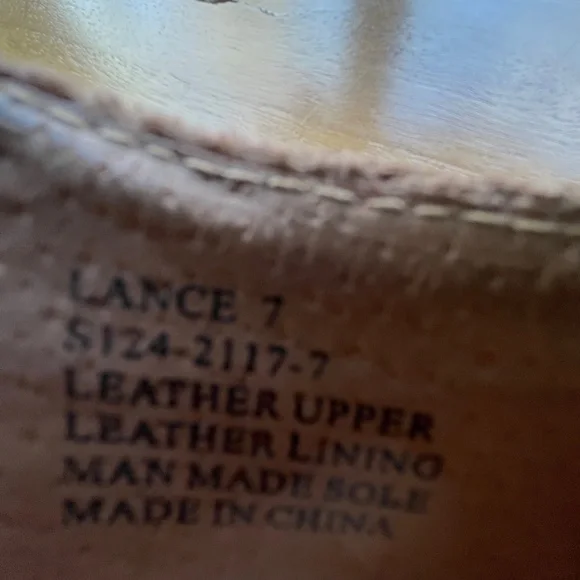 LANCE 7
S124-2117-7
LEATHER UPPER
LEATHER LINING
MAN MADE SOLE
MADE IN CHINA